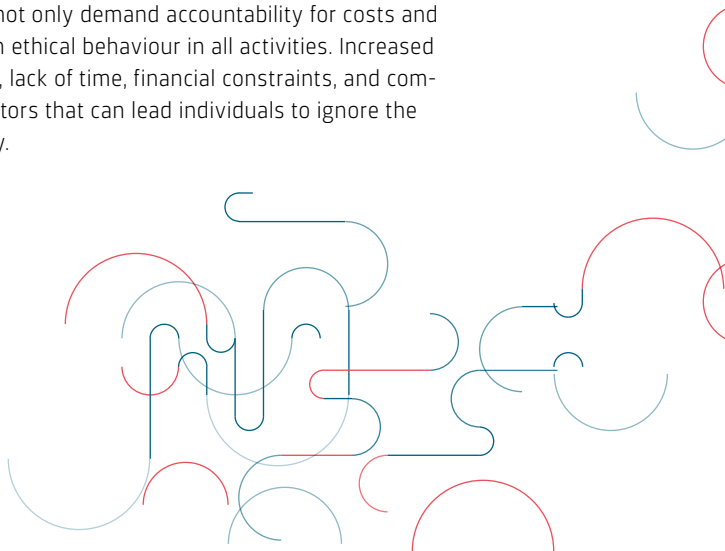 not only demand accountability for costs and
ethical behaviour in all activities. Increased
, lack of time, financial constraints, and com-
tors that can lead individuals to ignore the
y.